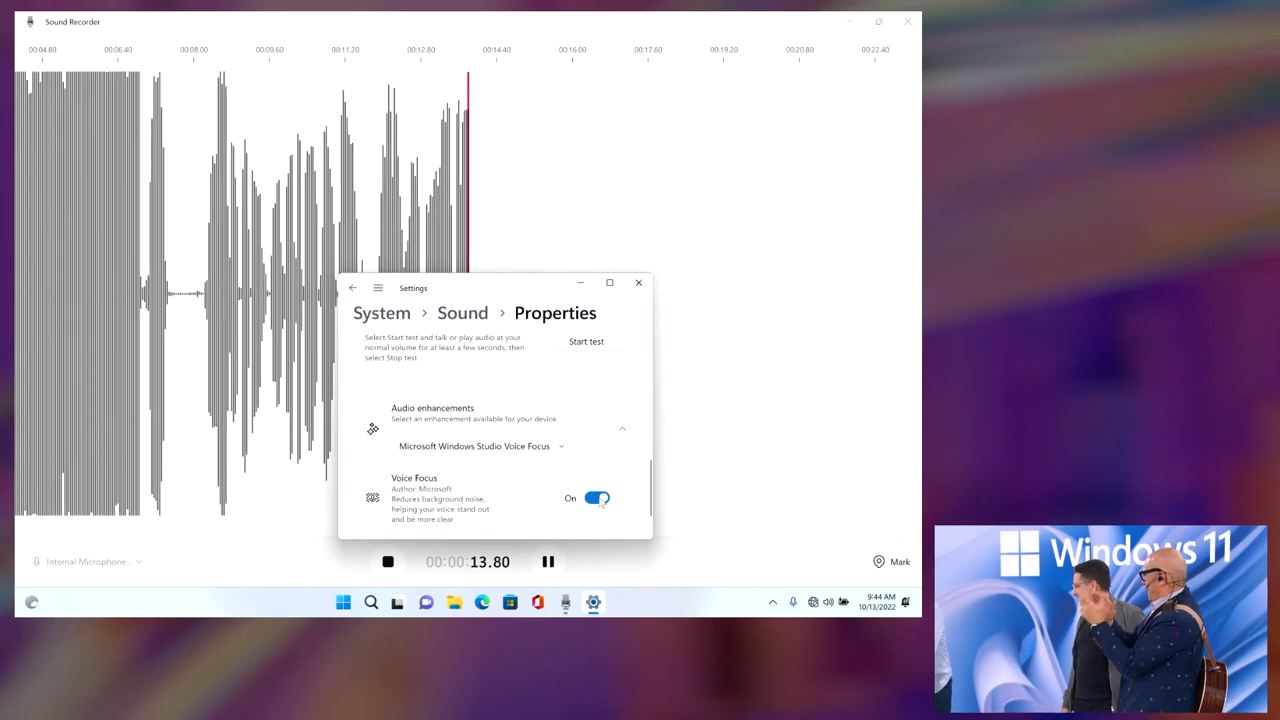 Sound Recorder
00:04.80 00:06.40 00:08.00 00:09.60 00:11.20 00:12.80 00:14.40 00:16.00 00:17.60 00:19.20 00:20.80 00:22.40
Settings
System > Sound > Properties
Select Start test and talk or play audio at your
normal volume for at least a few seconds, then
select Stop test
Start test
Audio enhancements
Select an enhancement available for your device
Microsoft Windows Studio Voice Focus
Voice Focus
Author: Microsoft
Reduces background noise,
helping your voice stand out
and be more clear
On
Internal Microphone...
00:00:13.80
Mark
9:44 AM
10/13/2022
Windows 11